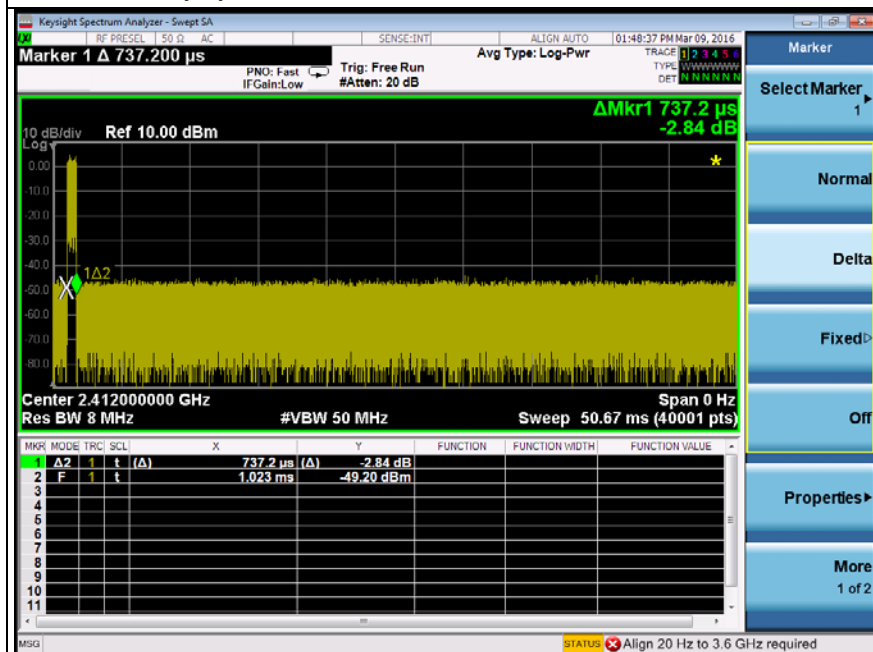 Keysight Spectrum Analyzer - Swept SA
RF PRESEL 50 Ω AC SENSE:INT ALIGN AUTO 01:48:37 PM Mar 09, 2016
Marker 1 Δ 737.200 µs
PNO: Fast
IFGain:Low
Trig: Free Run
#Atten: 20 dB
Avg Type: Log-Pwr
TRACE 1 2 3 4 5 6
TYPE WWWWWW
DET N N N N N N
ΔMkr1 737.2 µs
-2.84 dB
10 dB/div Ref 10.00 dBm
Log
0.00
-10.0
-20.0
-30.0
-40.0
-50.0
-60.0
-70.0
-80.0
1Δ2
Center 2.412000000 GHz Span 0 Hz
Res BW 8 MHz #VBW 50 MHz Sweep 50.67 ms (40001 pts)
MKR MODE TRC SCL X Y FUNCTION FUNCTION WIDTH FUNCTION VALUE
1 Δ2 1 t (Δ) 737.2 µs (Δ) -2.84 dB
2 F 1 t 1.023 ms -49.20 dBm
3
4
5
6
7
8
9
10
11
MSG STATUS Align 20 Hz to 3.6 GHz required
Marker
Select Marker
1
Normal
Delta
Fixed
Off
Properties
More
1 of 2